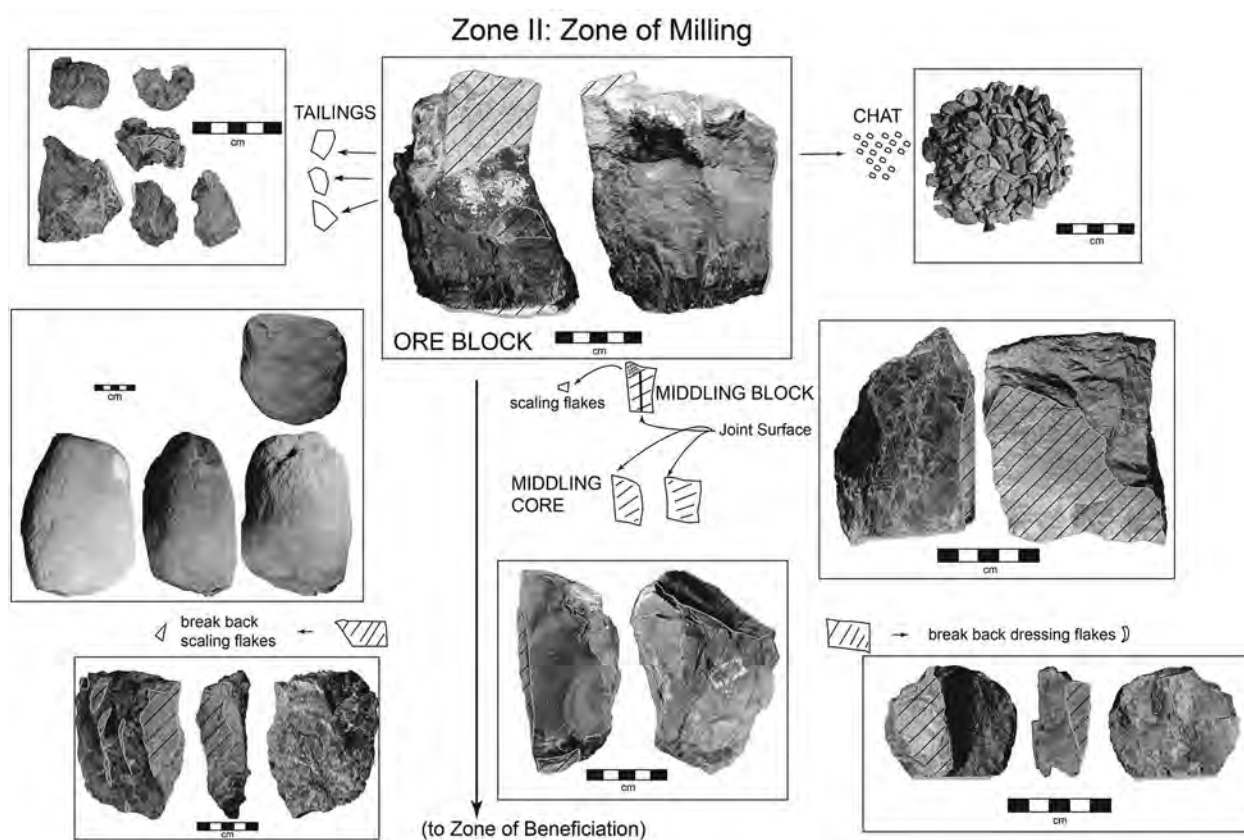 Zone II: Zone of Milling
TAILINGS
cm
ORE BLOCK
cm
CHAT
cm
cm
scaling flakes
MIDDLING BLOCK
Joint Surface
MIDDLING
CORE
cm
break back
scaling flakes
cm
cm
break back dressing flakes
cm
(to Zone of Beneficiation)